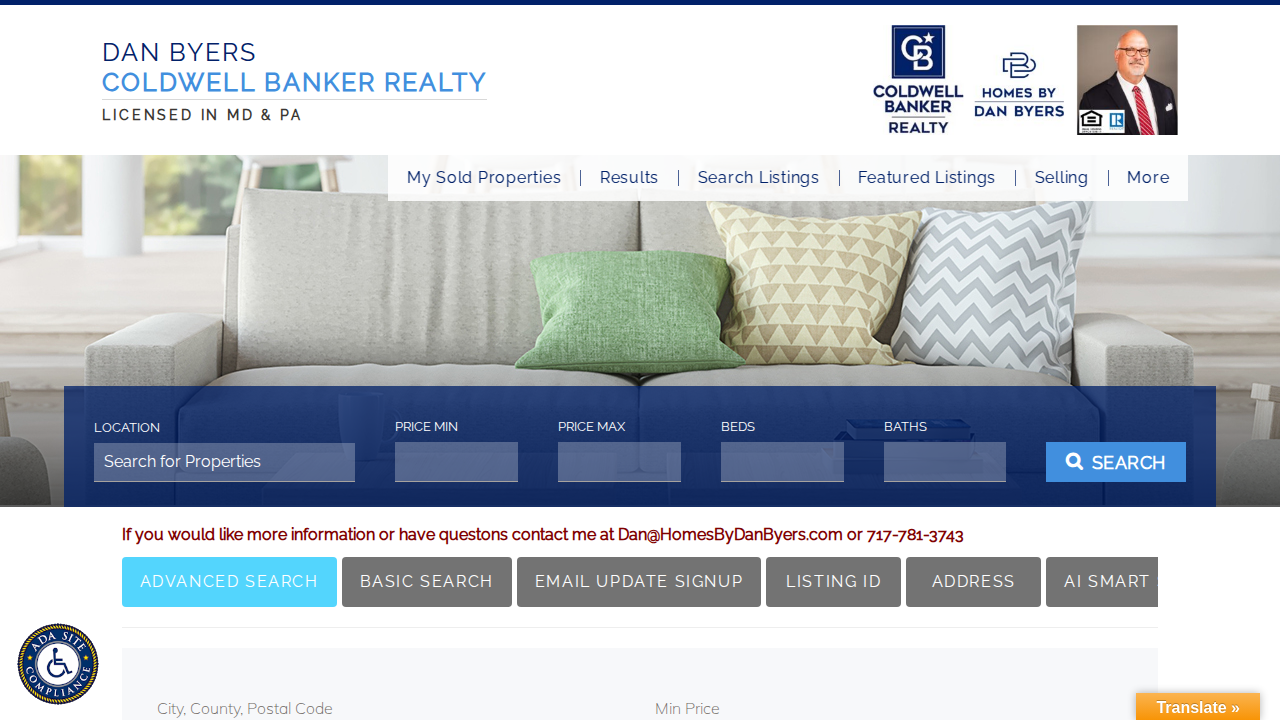 DAN BYERS
COLDWELL BANKER REALTY
LICENSED IN MD & PA
COLDWELL
BANKER
REALTY
HOMES BY
DAN BYERS
My Sold Properties
Results
Search Listings
Featured Listings
Selling
More
LOCATION
PRICE MIN
PRICE MAX
BEDS
BATHS
Search for Properties
SEARCH
If you would like more information or have questons contact me at Dan@HomesByDanByers.com or 717-781-3743
ADVANCED SEARCH
BASIC SEARCH
EMAIL UPDATE SIGNUP
LISTING ID
ADDRESS
AI SMART
ADA SITE
COMPLIANCE
City, County, Postal Code
Min Price
Translate »